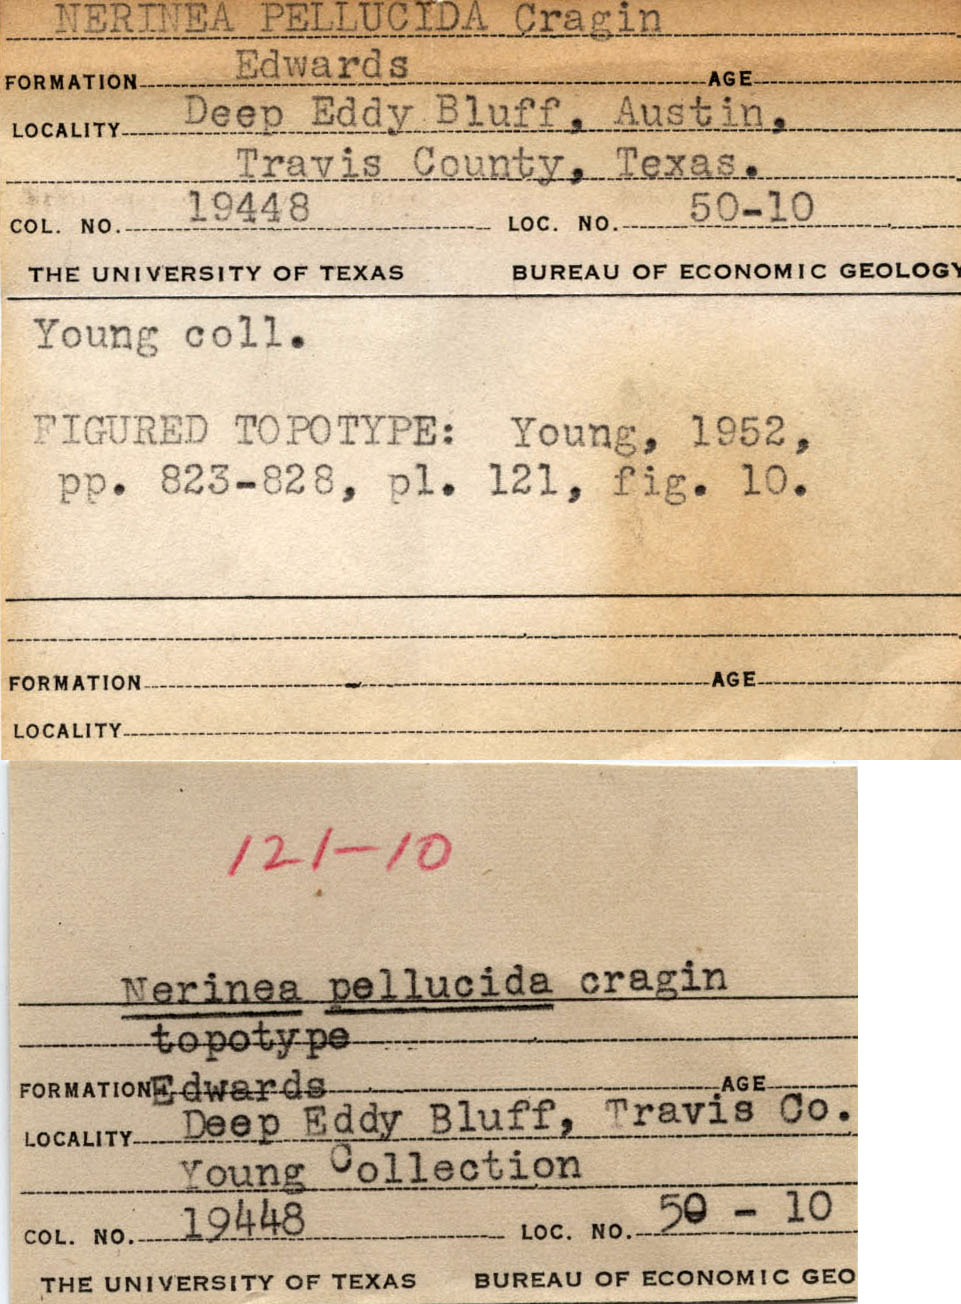 NERINEA PELLUCIDA Cragin
FORMATION Edwards AGE
LOCALITY Deep Eddy Bluff, Austin,
Travis County, Texas.
COL. NO. 19448 LOC. NO. 50-10
THE UNIVERSITY OF TEXAS BUREAU OF ECONOMIC GEOLOGY
Young coll.
FIGURED TOPOTYPE: Young, 1952,
pp. 823-828, pl. 121, fig. 10.
FORMATION AGE
LOCALITY
121-10
Nerinea pellucida cragin
topotype
FORMATION Edwards AGE
LOCALITY Deep Eddy Bluff, Travis Co.
Young Collection
COL. NO. 19448 LOC. NO. 50 - 10
THE UNIVERSITY OF TEXAS BUREAU OF ECONOMIC GEO